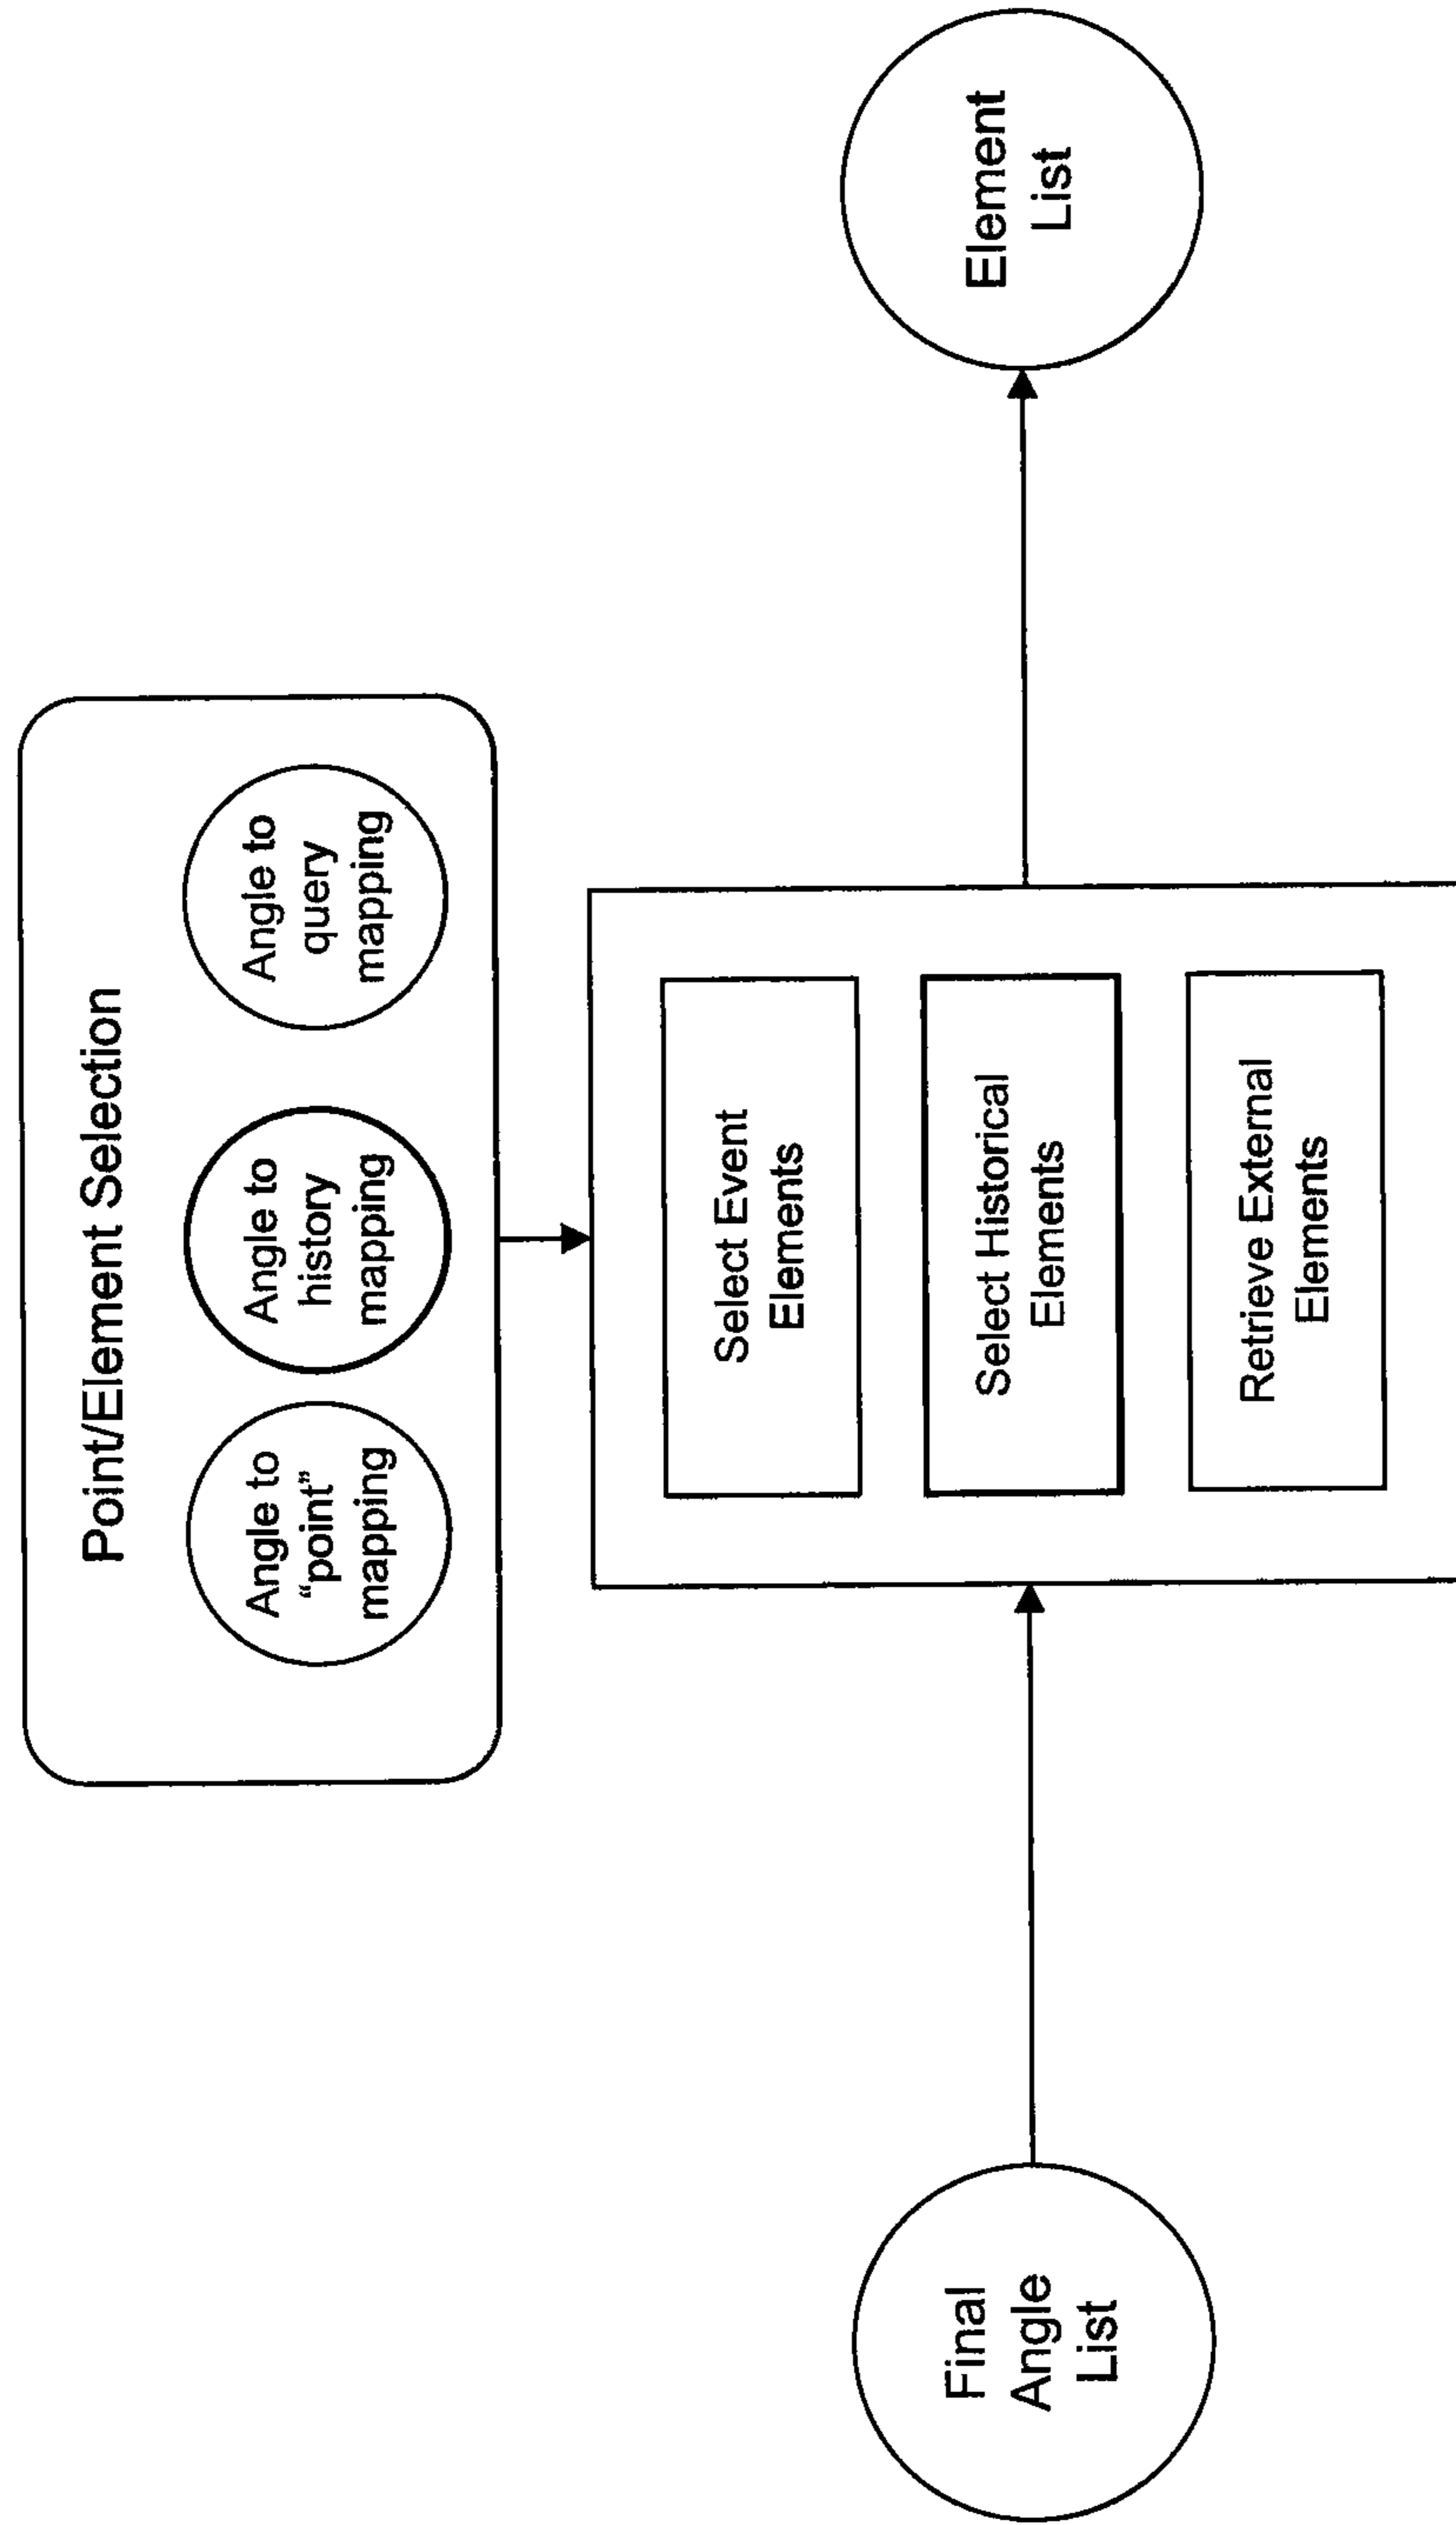 Point/Element Selection
Angle to
“point”
mapping
Angle to
history
mapping
Angle to
query
mapping
Select Event
Elements
Select Historical
Elements
Retrieve External
Elements
Final
Angle
List
Element
List